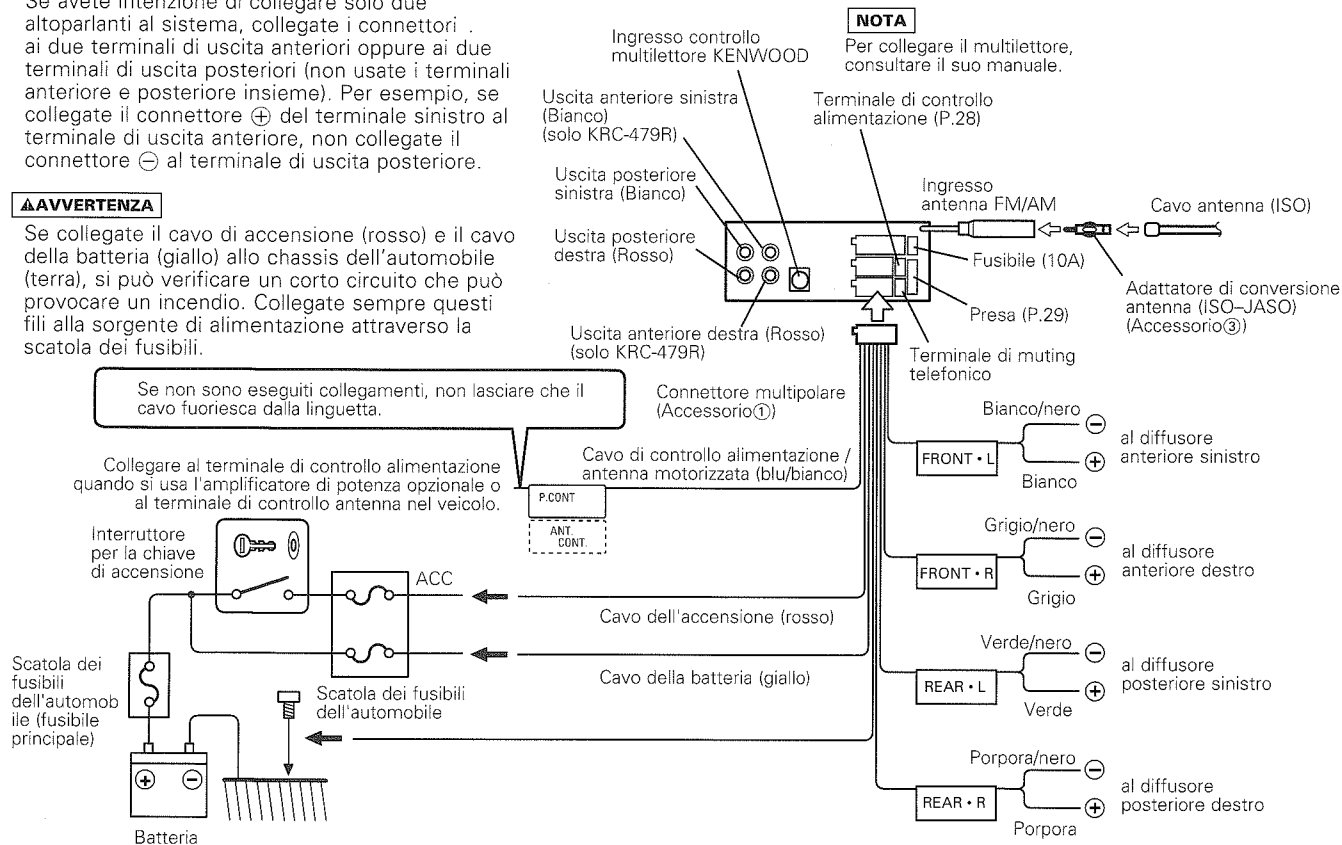 Se avete intenzione di collegare solo due
altoparlanti al sistema, collegate i connettori .
ai due terminali di uscita anteriori oppure ai due
terminali di uscita posteriori (non usate i terminali
anteriore e posteriore insieme). Per esempio, se
collegate il connettore ⊕ del terminale sinistro al
terminale di uscita anteriore, non collegate il
connettore ⊖ al terminale di uscita posteriore.
⚠AVVERTENZA
Se collegate il cavo di accensione (rosso) e il cavo
della batteria (giallo) allo chassis dell'automobile
(terra), si può verificare un corto circuito che può
provocare un incendio. Collegate sempre questi
fili alla sorgente di alimentazione attraverso la
scatola dei fusibili.
NOTA
Per collegare il multilettore,
consultare il suo manuale.
Ingresso controllo
multilettore KENWOOD
Uscita anteriore sinistra
(Bianco)
(solo KRC-479R)
Terminale di controllo
alimentazione (P.28)
Uscita posteriore
sinistra (Bianco)
Ingresso
antenna FM/AM
Cavo antenna (ISO)
Uscita posteriore
destra (Rosso)
Fusibile (10A)
Adattatore di conversione
antenna (ISO–JASO)
(Accessorio③)
Presa (P.29)
Uscita anteriore destra (Rosso)
(solo KRC-479R)
Terminale di muting
telefonico
Se non sono eseguiti collegamenti, non lasciare che il
cavo fuoriesca dalla linguetta.
Connettore multipolare
(Accessorio①)
Collegare al terminale di controllo alimentazione
quando si usa l'amplificatore di potenza opzionale o
al terminale di controllo antenna nel veicolo.
Cavo di controllo alimentazione /
antenna motorizzata (blu/bianco)
P.CONT
ANT.
CONT.
Bianco/nero
⊖
FRONT • L
al diffusore
anteriore sinistro
⊕
Bianco
Grigio/nero
⊖
FRONT • R
al diffusore
anteriore destro
⊕
Grigio
Verde/nero
⊖
REAR • L
al diffusore
posteriore sinistro
⊕
Verde
Porpora/nero
⊖
REAR • R
al diffusore
posteriore destro
⊕
Porpora
Interruttore
per la chiave
di accensione
ACC
Cavo dell'accensione (rosso)
Cavo della batteria (giallo)
Scatola dei
fusibili
dell'automob
ile (fusibile
principale)
Scatola dei fusibili
dell'automobile
⊕ ⊖
Batteria